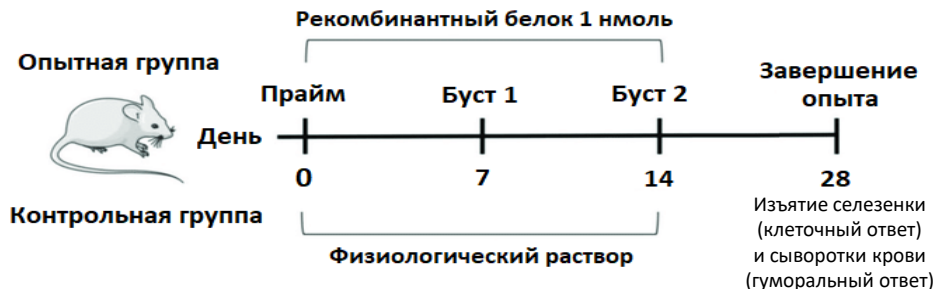 Рекомбинантный белок 1 нмоль
Опытная группа
Прайм
Буст 1
Буст 2
Завершение
опыта
День
0
7
14
28
Контрольная группа
Физиологический раствор
Изъятие селезенки
(клеточный ответ)
и сыворотки крови
(гуморальный ответ)